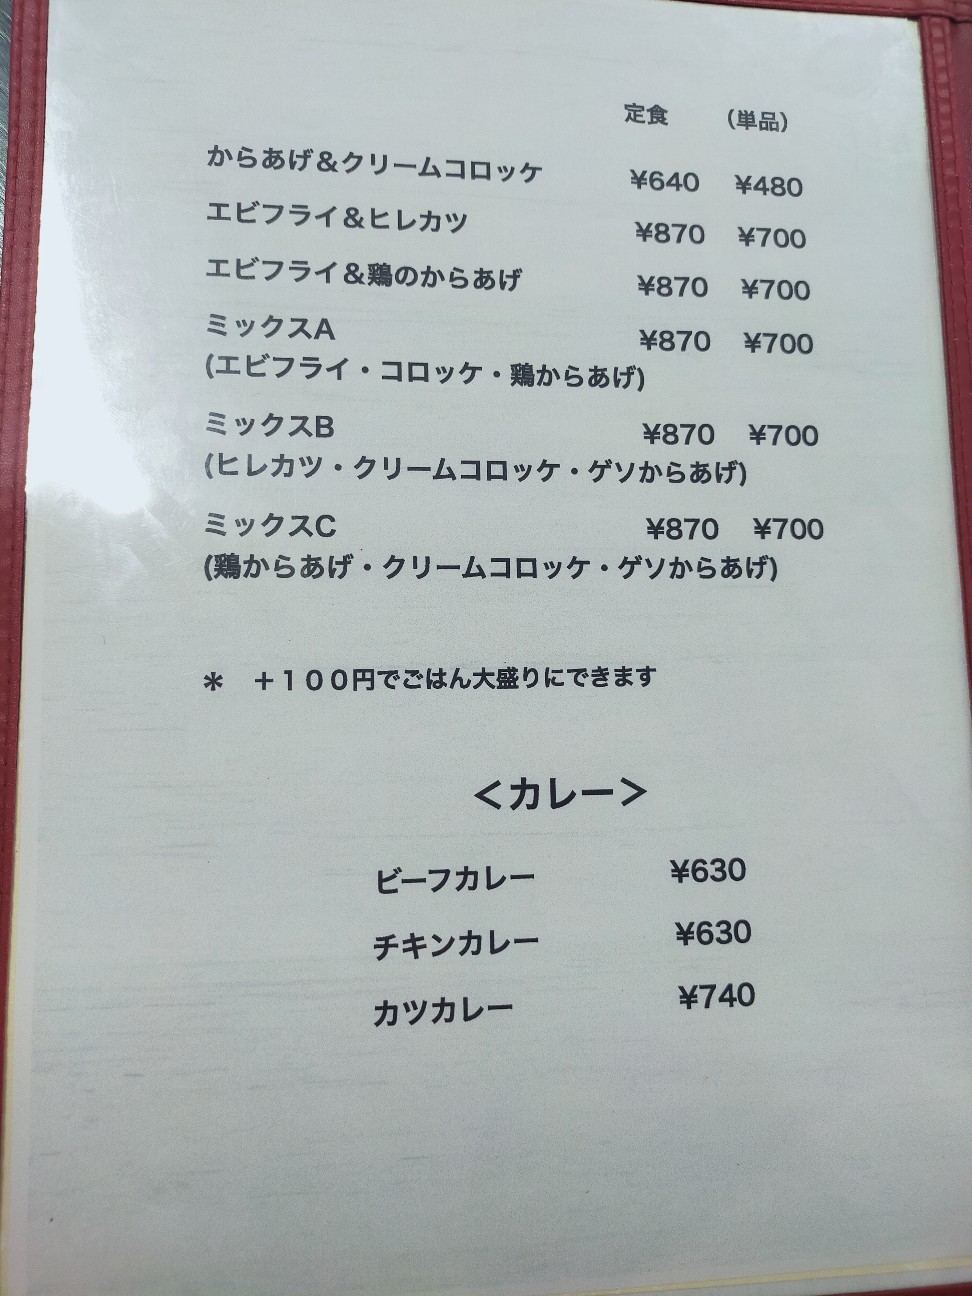 定食 （単品）
からあげ＆クリームコロッケ ¥640 ¥480
エビフライ＆ヒレカツ ¥870 ¥700
エビフライ＆鶏のからあげ ¥870 ¥700
ミックスA ¥870 ¥700
(エビフライ・コロッケ・鶏からあげ)
ミックスB ¥870 ¥700
(ヒレカツ・クリームコロッケ・ゲソからあげ)
ミックスC ¥870 ¥700
(鶏からあげ・クリームコロッケ・ゲソからあげ)
＊ ＋１００円でごはん大盛りにできます
＜カレー＞
ビーフカレー ¥630
チキンカレー ¥630
カツカレー ¥740